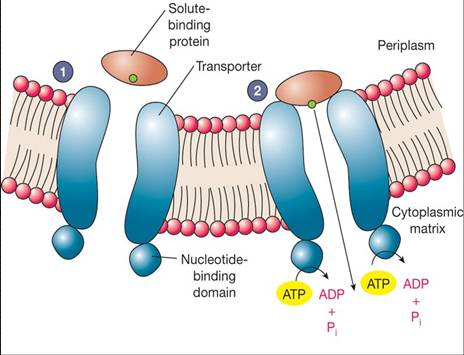 Solute-
binding
protein
Periplasm
1
Transporter
2
Cytoplasmic
matrix
Nucleotide-
binding
domain
ATP
ADP
+
Pi
ATP
ADP
+
Pi